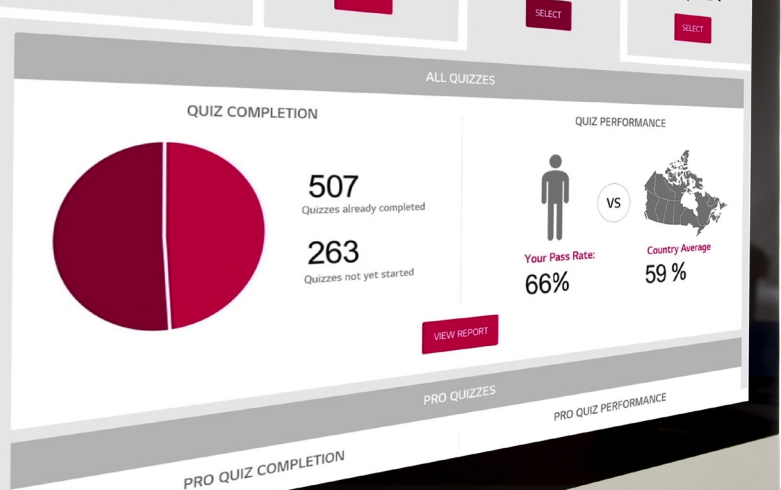 SELECT
SELECT
ALL QUIZZES
QUIZ COMPLETION
QUIZ PERFORMANCE
507
Quizzes already completed
263
Quizzes not yet started
VS
Your Pass Rate:
66%
Country Average
59 %
VIEW REPORT
PRO QUIZZES
PRO QUIZ COMPLETION
PRO QUIZ PERFORMANCE